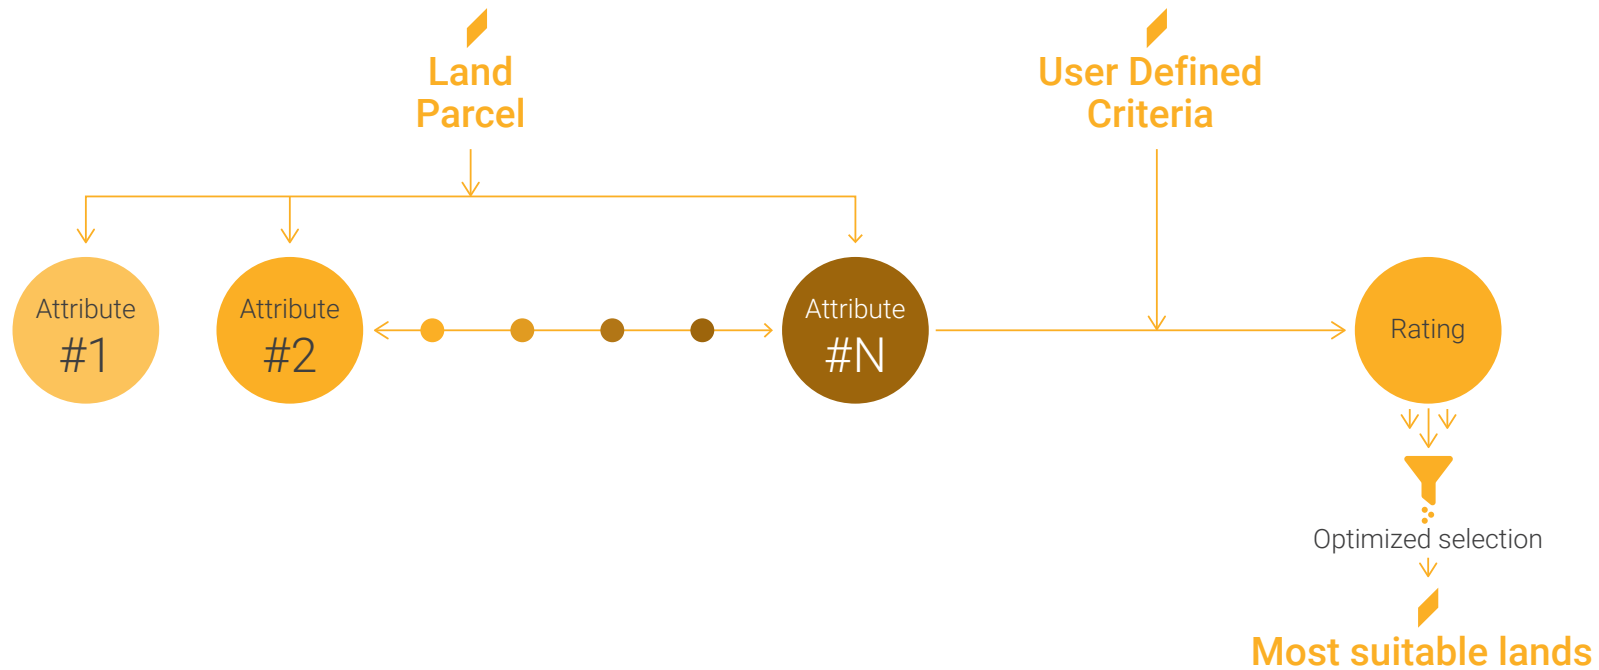 Land
Parcel
User Defined
Criteria
Attribute
#1
Attribute
#2
Attribute
#N
Rating
Optimized selection
Most suitable lands